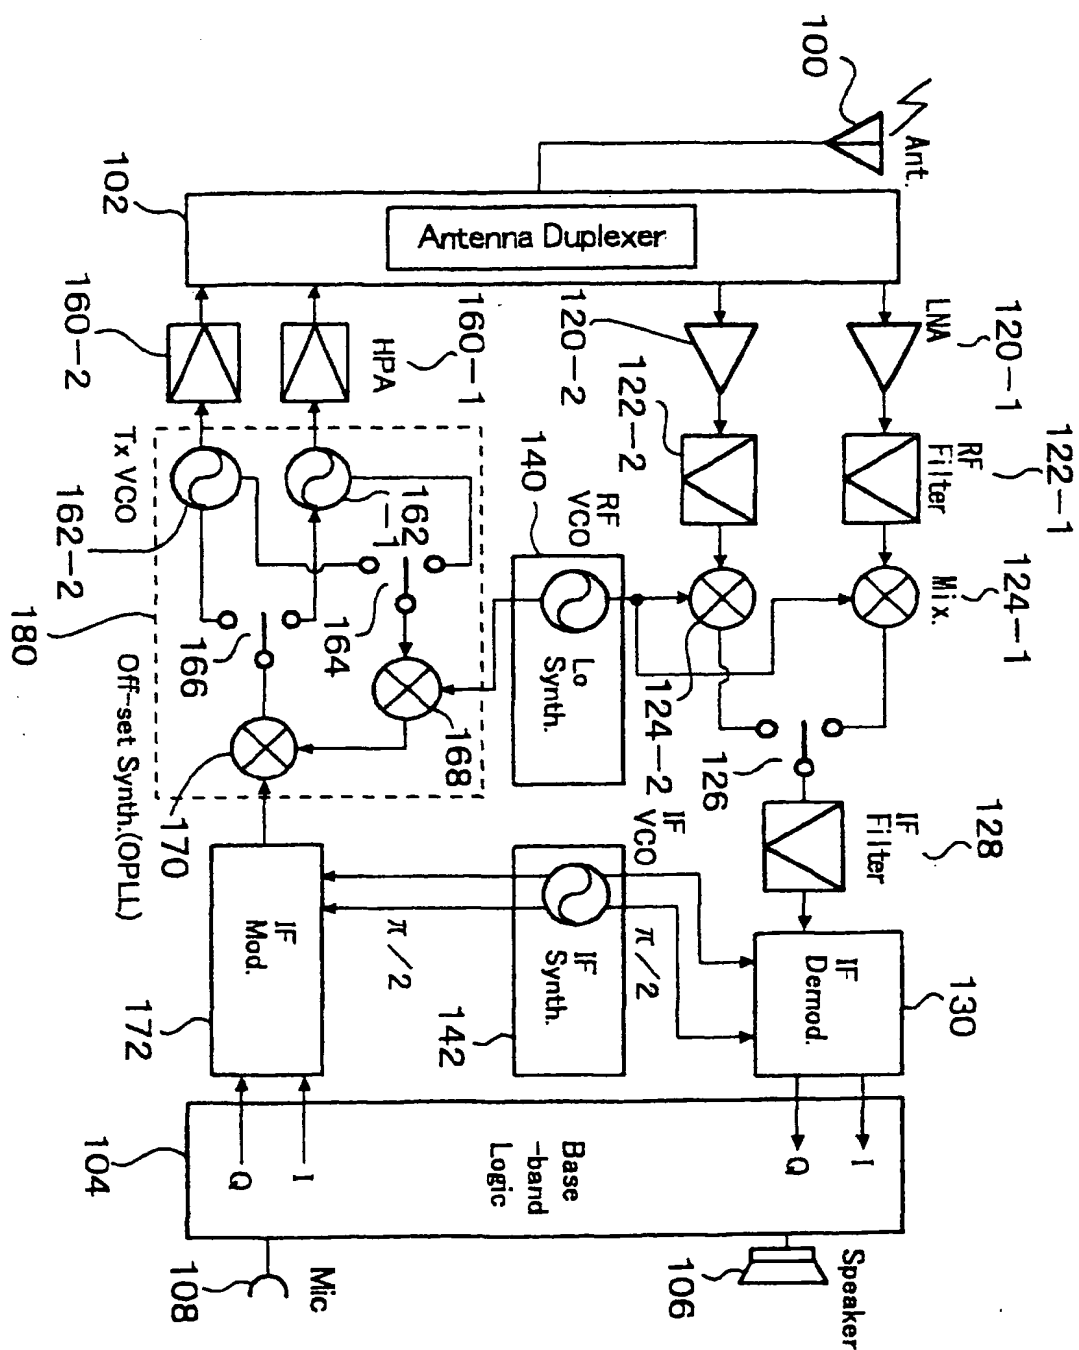 100
Ant.
102
Antenna Duplexer
LNA
120-1
120-2
HPA
160-1
160-2
RF
Filter
122-1
122-2
Mix.
124-1
124-2
126
IF
Filter
128
IF
Demod.
130
I
Q
140
RF
VCO
Lo
Synth.
IF
VCO
IF
Synth.
142
π/2
π/2
Tx VCO
162
-1
162-2
164
166
168
170
180
Off-set Synth.(OPLL)
IF
Mod.
172
I
Q
Base
-band
Logic
104
Speaker
106
Mic
108